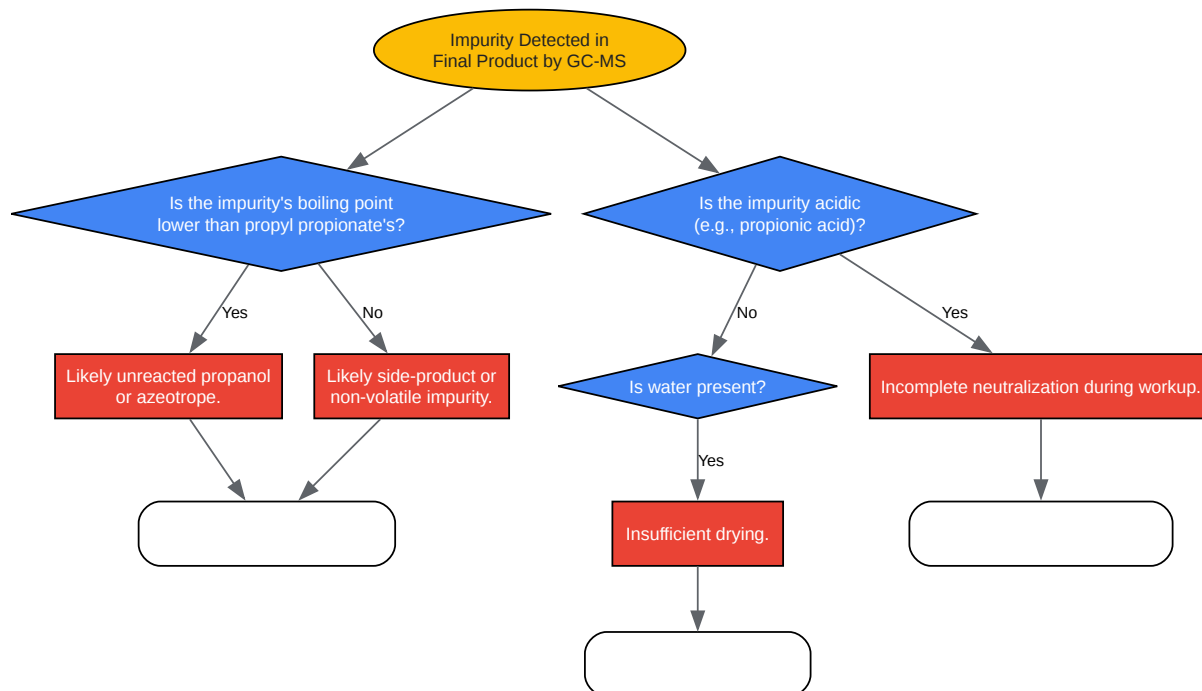 Impurity Detected in
Final Product by GC-MS
Is the impurity's boiling point
lower than propyl propionate's?
Is the impurity acidic
(e.g., propionic acid)?
Yes
No
No
Yes
Likely unreacted propanol
or azeotrope.
Likely side-product or
non-volatile impurity.
Is water present?
Incomplete neutralization during workup.
Yes
Insufficient drying.